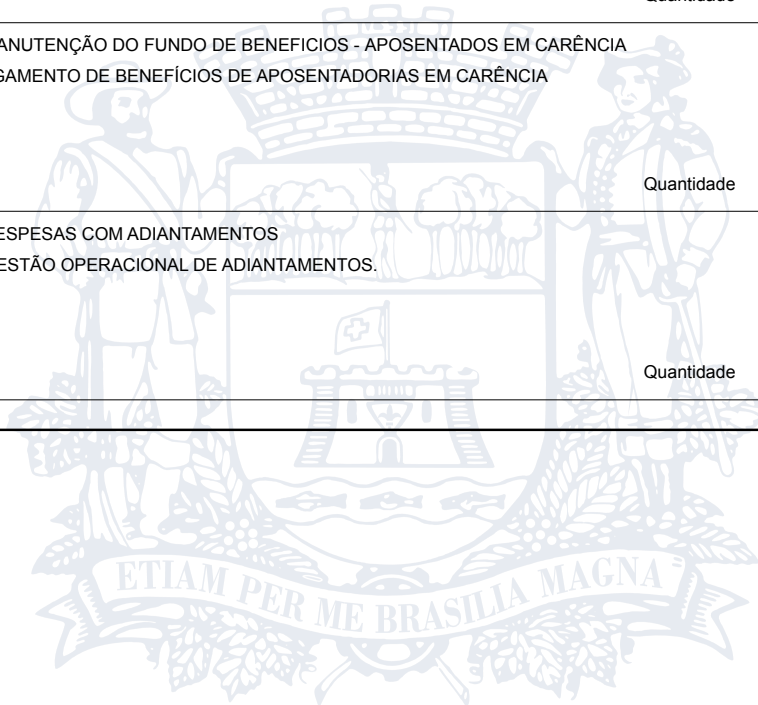 Quantidade
ANUTENÇÃO DO FUNDO DE BENEFICIOS - APOSENTADOS EM CARÊNCIA
GAMENTO DE BENEFÍCIOS DE APOSENTADORIAS EM CARÊNCIA
Quantidade
ESPESAS COM ADIANTAMENTOS
ESTÃO OPERACIONAL DE ADIANTAMENTOS.
Quantidade
ETIAM PER ME BRASILIA MAGNA